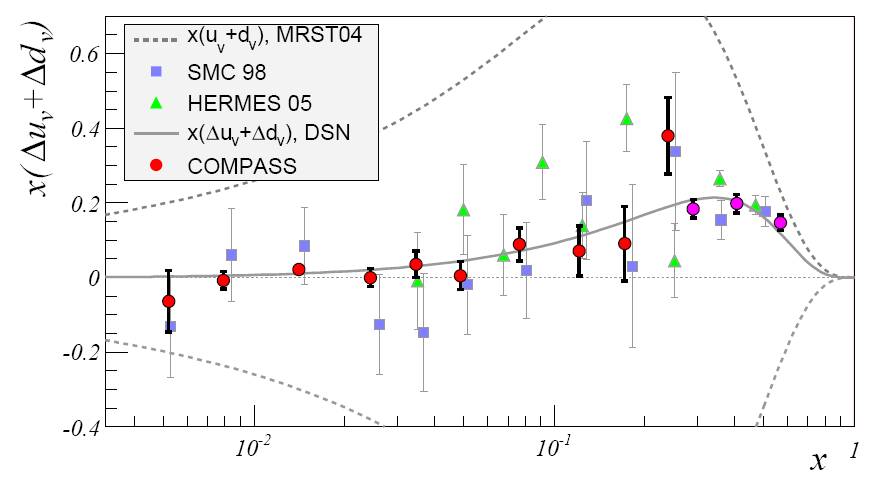 x(Δu_v+Δd_v)
0.6
0.4
0.2
0
-0.2
-0.4
x(u_v+d_v), MRST04
SMC 98
HERMES 05
x(Δu_v+Δd_v), DSN
COMPASS
10^-2
10^-1
1
x